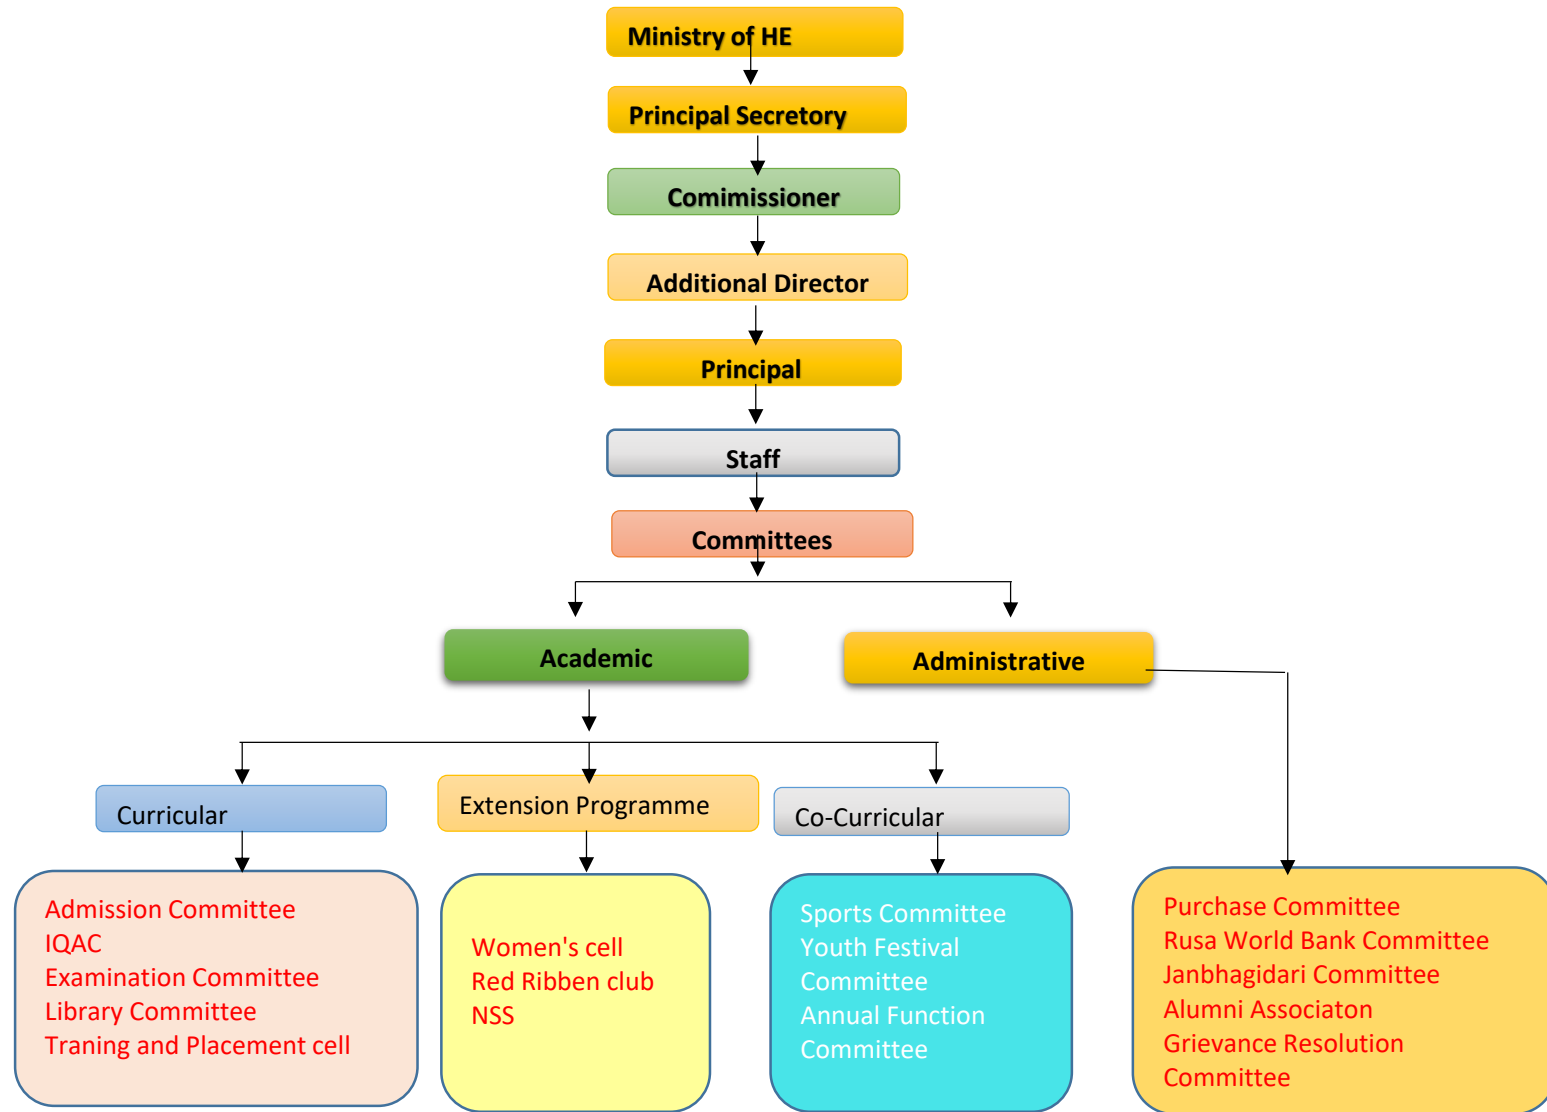 Ministry of HE
Principal Secretory
Comimissioner
Additional Director
Principal
Staff
Committees
Academic
Administrative
Curricular
Extension Programme
Co-Curricular
Admission Committee
IQAC
Examination Committee
Library Committee
Traning and Placement cell
Women's cell
Red Ribben club
NSS
Sports Committee
Youth Festival
Committee
Annual Function
Committee
Purchase Committee
Rusa World Bank Committee
Janbhagidari Committee
Alumni Associaton
Grievance Resolution
Committee